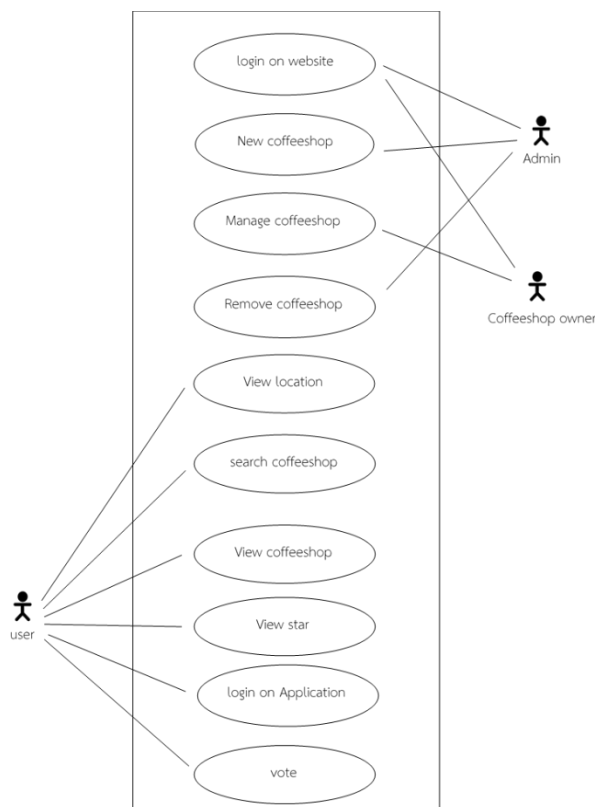 login on website
New coffeeshop
Admin
Manage coffeeshop
Remove coffeeshop
Coffeeshop owner
View location
search coffeeshop
View coffeeshop
user
View star
login on Application
vote